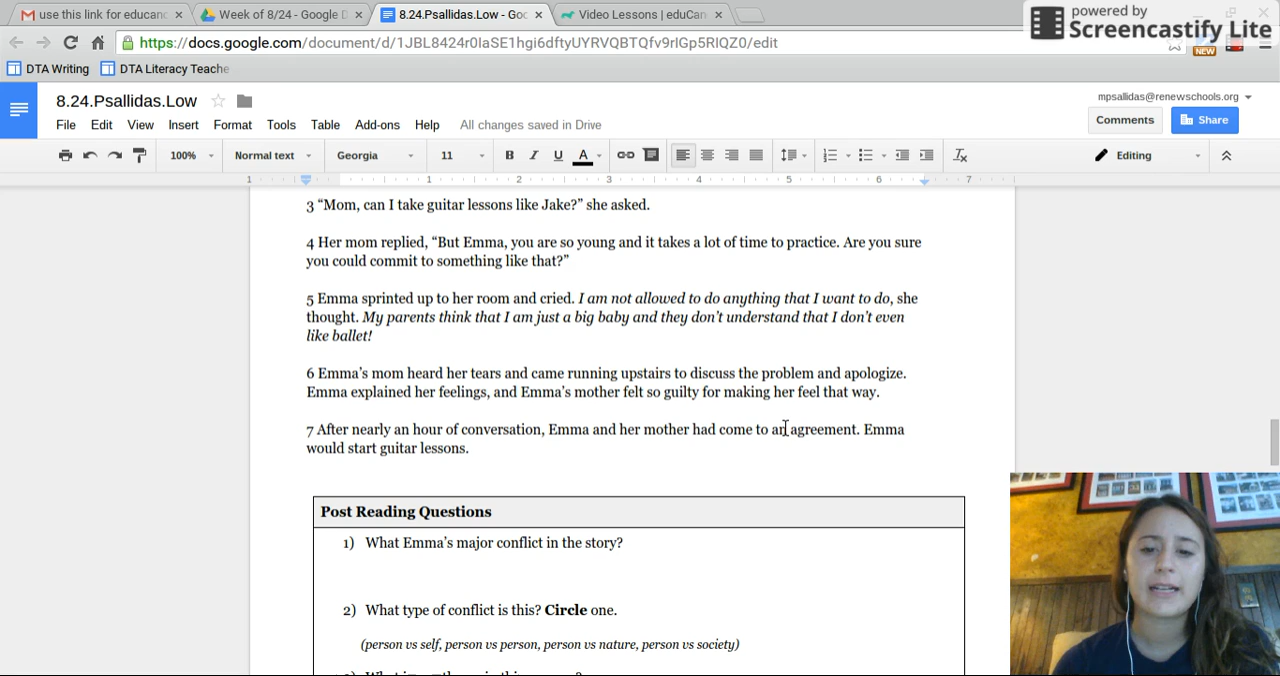 use this link for educan
Week of 8/24 - Google D
8.24.Psallidas.Low - Goo
Video Lessons | eduCan
powered by
Screencastify Lite
https://docs.google.com/document/d/1JBL8424r0IaSE1hgi6dftyUYRVQBTQfv9rIGp5RIQZ0/edit
NEW
DTA Writing
DTA Literacy Teache
8.24.Psallidas.Low
mpsallidas@renewschools.org
File Edit View Insert Format Tools Table Add-ons Help All changes saved in Drive
Comments
Share
100% Normal text Georgia 11 B I U A Editing
1 1 2 3 4 5 6 7
3 “Mom, can I take guitar lessons like Jake?” she asked.
4 Her mom replied, “But Emma, you are so young and it takes a lot of time to practice. Are you sure
you could commit to something like that?”
5 Emma sprinted up to her room and cried. I am not allowed to do anything that I want to do, she
thought. My parents think that I am just a big baby and they don’t understand that I don’t even
like ballet!
6 Emma’s mom heard her tears and came running upstairs to discuss the problem and apologize.
Emma explained her feelings, and Emma’s mother felt so guilty for making her feel that way.
7 After nearly an hour of conversation, Emma and her mother had come to an agreement. Emma
would start guitar lessons.
Post Reading Questions
1) What Emma’s major conflict in the story?
2) What type of conflict is this? Circle one.
(person vs self, person vs person, person vs nature, person vs society)